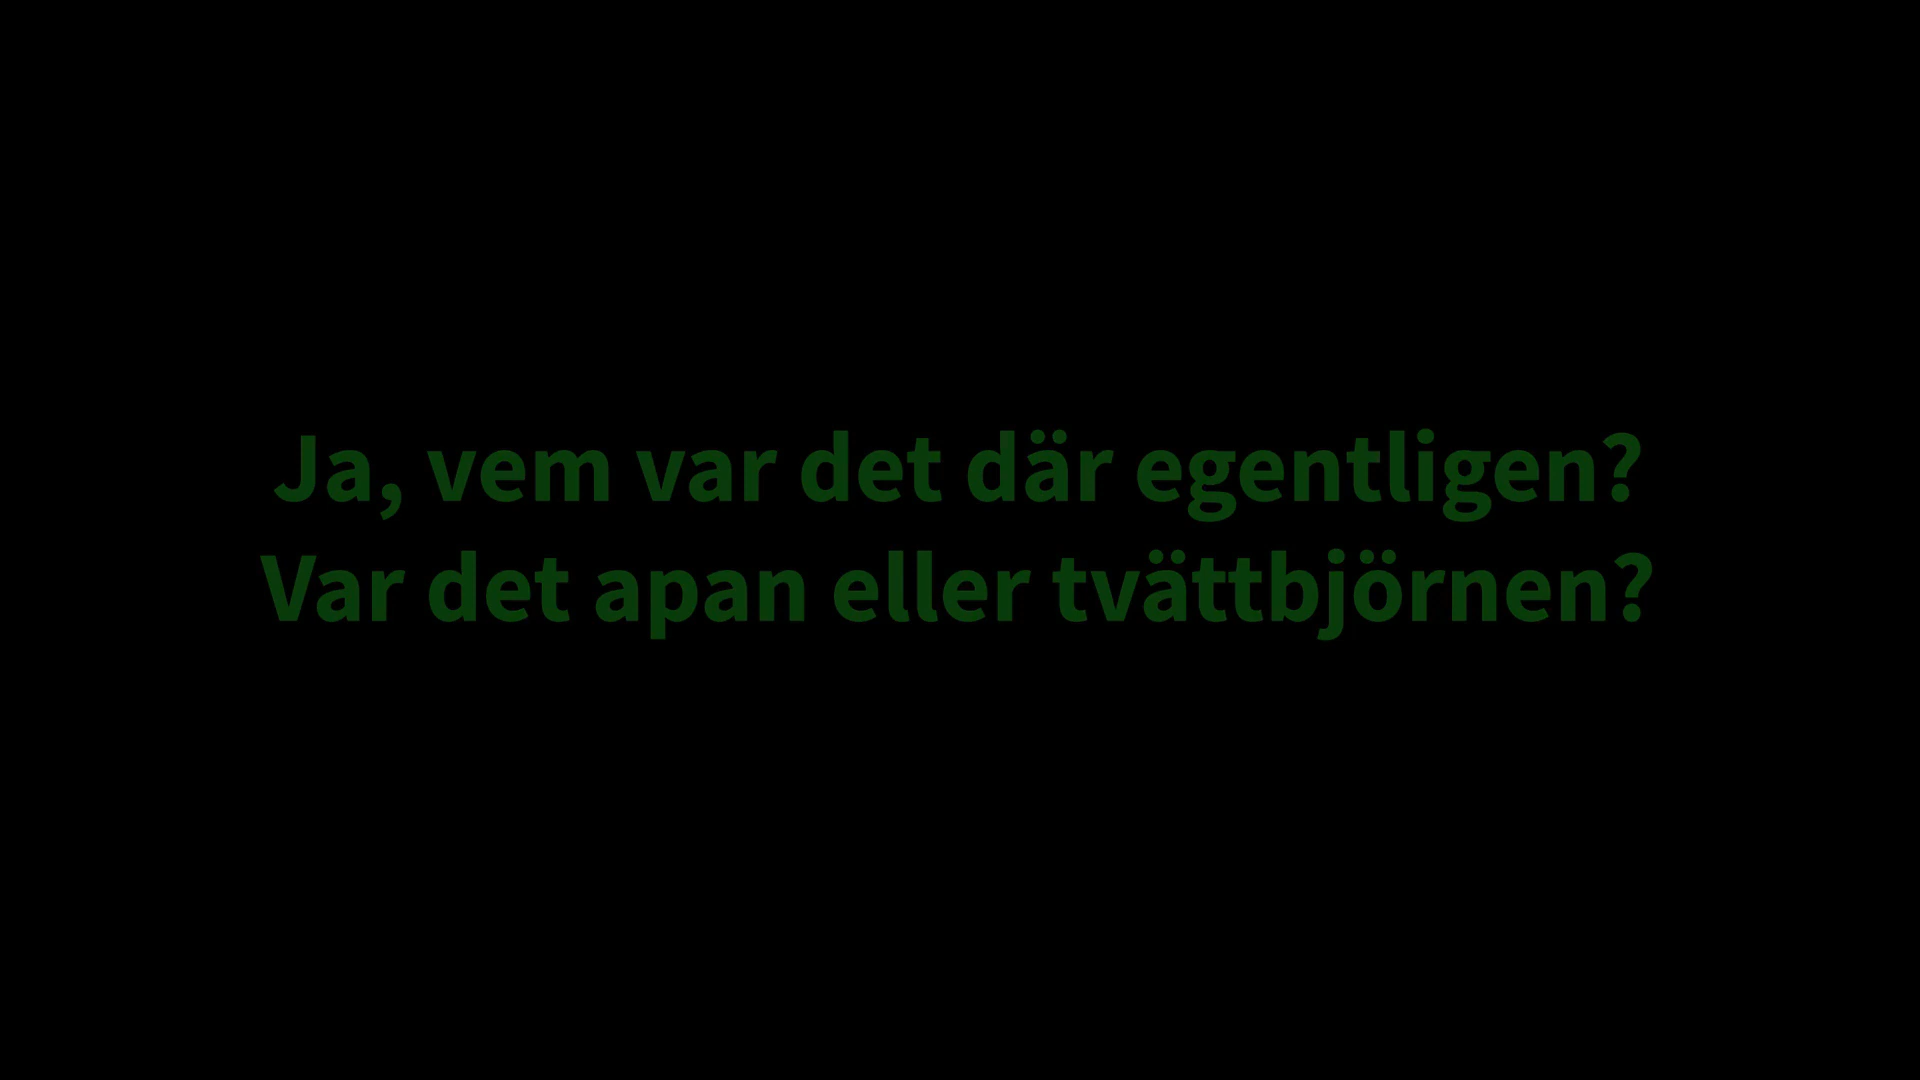 Ja, vem var det där egentligen?
Var det apan eller tvättbjörnen?